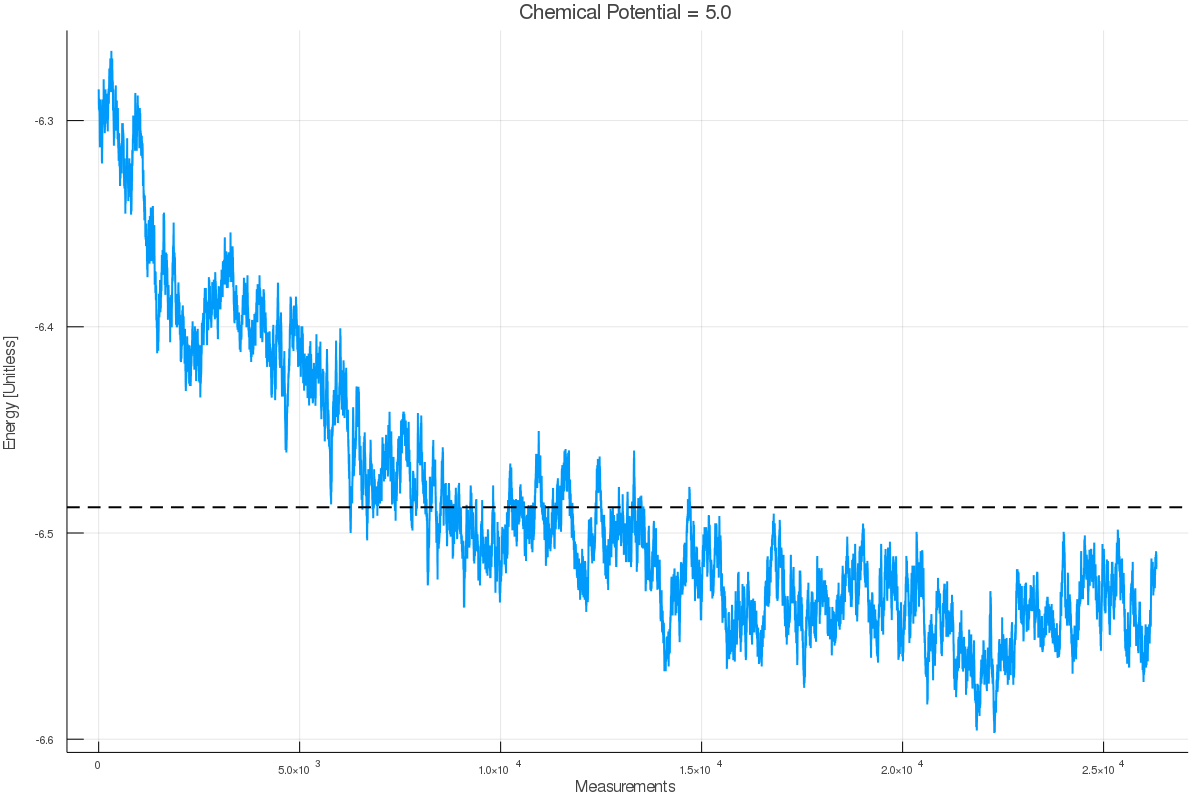 Chemical Potential = 5.0
Energy [Unitless]
-6.3
-6.4
-6.5
-6.6
0 5.0×10 3 1.0×10 4 1.5×10 4 2.0×10 4 2.5×10 4
Measurements